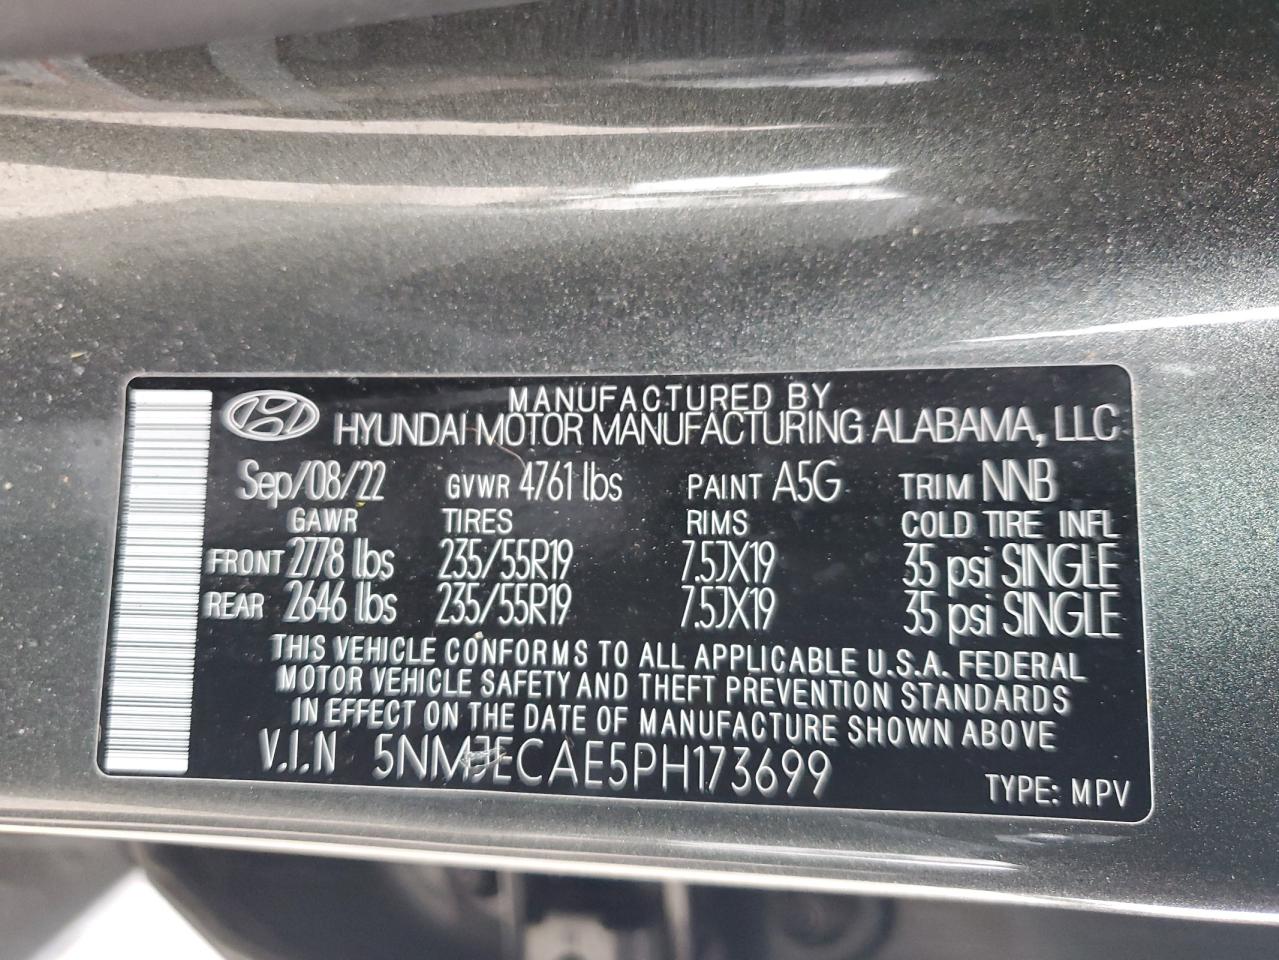 MANUFACTURED BY
HYUNDAI MOTOR MANUFACTURING ALABAMA, LLC
Sep/08/22 GVWR 4761 lbs PAINT A5G TRIM NNB
GAWR TIRES RIMS COLD TIRE INFL
FRONT 2778 lbs 235/55R19 7.5JX19 35 psi SINGLE
REAR 2646 lbs 235/55R19 7.5JX19 35 psi SINGLE
THIS VEHICLE CONFORMS TO ALL APPLICABLE U.S.A. FEDERAL
MOTOR VEHICLE SAFETY AND THEFT PREVENTION STANDARDS
IN EFFECT ON THE DATE OF MANUFACTURE SHOWN ABOVE
V.I.N 5NMJECAE5PH173699
TYPE: MPV